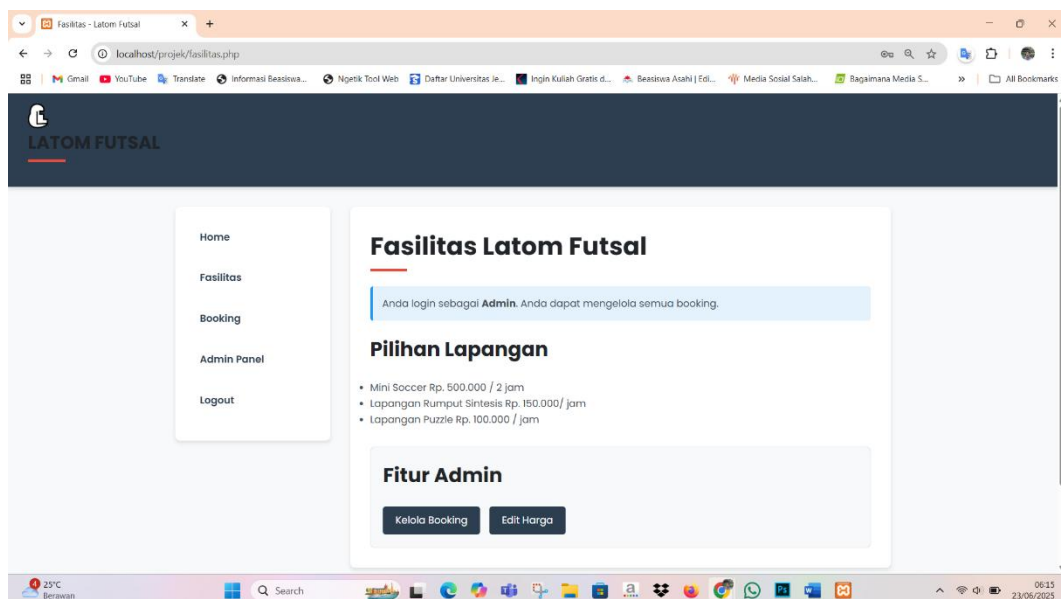 Fasilitas - Latom Futsal
localhost/projek/fasilitas.php
Gmail YouTube Translate Informasi Beasiswa... Ngetik Tool Web Daftar Universitas Je... Ingin Kuliah Gratis d... Beasiswa Asahi | Edi... Media Sosial Salah... Bagaimana Media S... » All Bookmarks
LATOM FUTSAL
Home
Fasilitas
Booking
Admin Panel
Logout
Fasilitas Latom Futsal
Anda login sebagai Admin. Anda dapat mengelola semua booking.
Pilihan Lapangan
• Mini Soccer Rp. 500.000 / 2 jam
• Lapangan Rumput Sintesis Rp. 150.000/ jam
• Lapangan Puzzle Rp. 100.000 / jam
Fitur Admin
Kelola Booking Edit Harga
4
25°C
Berawan
Search
a
Ps
06:15
23/06/2025